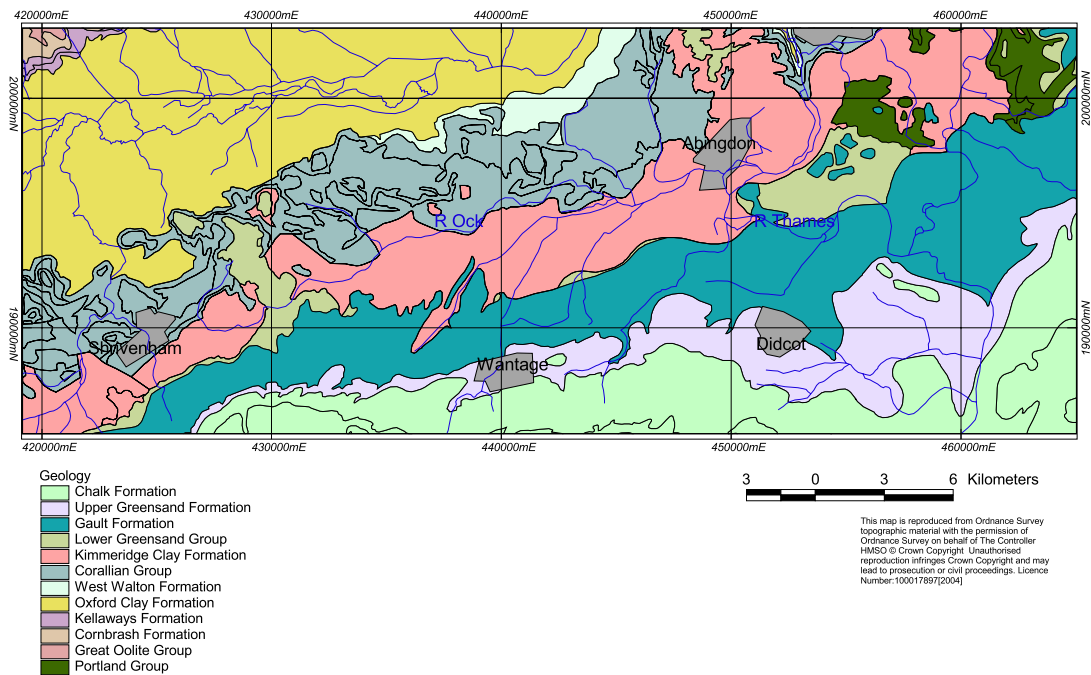 420000mE 430000mE 440000mE 450000mE 460000mE
200000mN 200000mN
Abingdon
R Ock R Thames
190000mN 190000mN
Shrivenham Didcot
Wantage
420000mE 430000mE 440000mE 450000mE 460000mE
Geology
Chalk Formation
Upper Greensand Formation
Gault Formation
Lower Greensand Group
Kimmeridge Clay Formation
Corallian Group
West Walton Formation
Oxford Clay Formation
Kellaways Formation
Cornbrash Formation
Great Oolite Group
Portland Group
3 0 3 6 Kilometers
This map is reproduced from Ordnance Survey
topographic material with the permission of
Ordnance Survey on behalf of The Controller
HMSO © Crown Copyright Unauthorised
reproduction infringes Crown Copyright and may
lead to prosecution or civil proceedings. Licence
Number:100017897[2004]